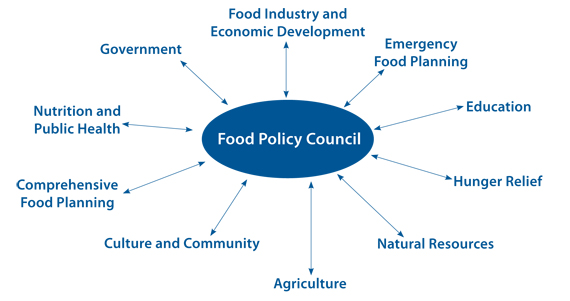 Food Industry and
Economic Development
Government
Emergency
Food Planning
Education
Nutrition and
Public Health
Food Policy Council
Hunger Relief
Comprehensive
Food Planning
Culture and Community
Natural Resources
Agriculture